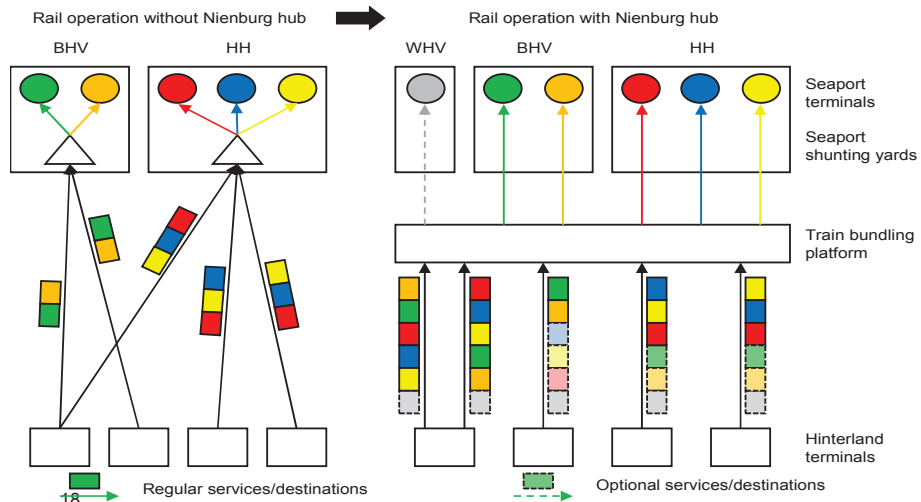 Rail operation without Nienburg hub
Rail operation with Nienburg hub
BHV
HH
WHV
BHV
HH
Seaport
terminals
Seaport
shunting yards
Train bundling
platform
Hinterland
terminals
Regular services/destinations
Optional services/destinations
18